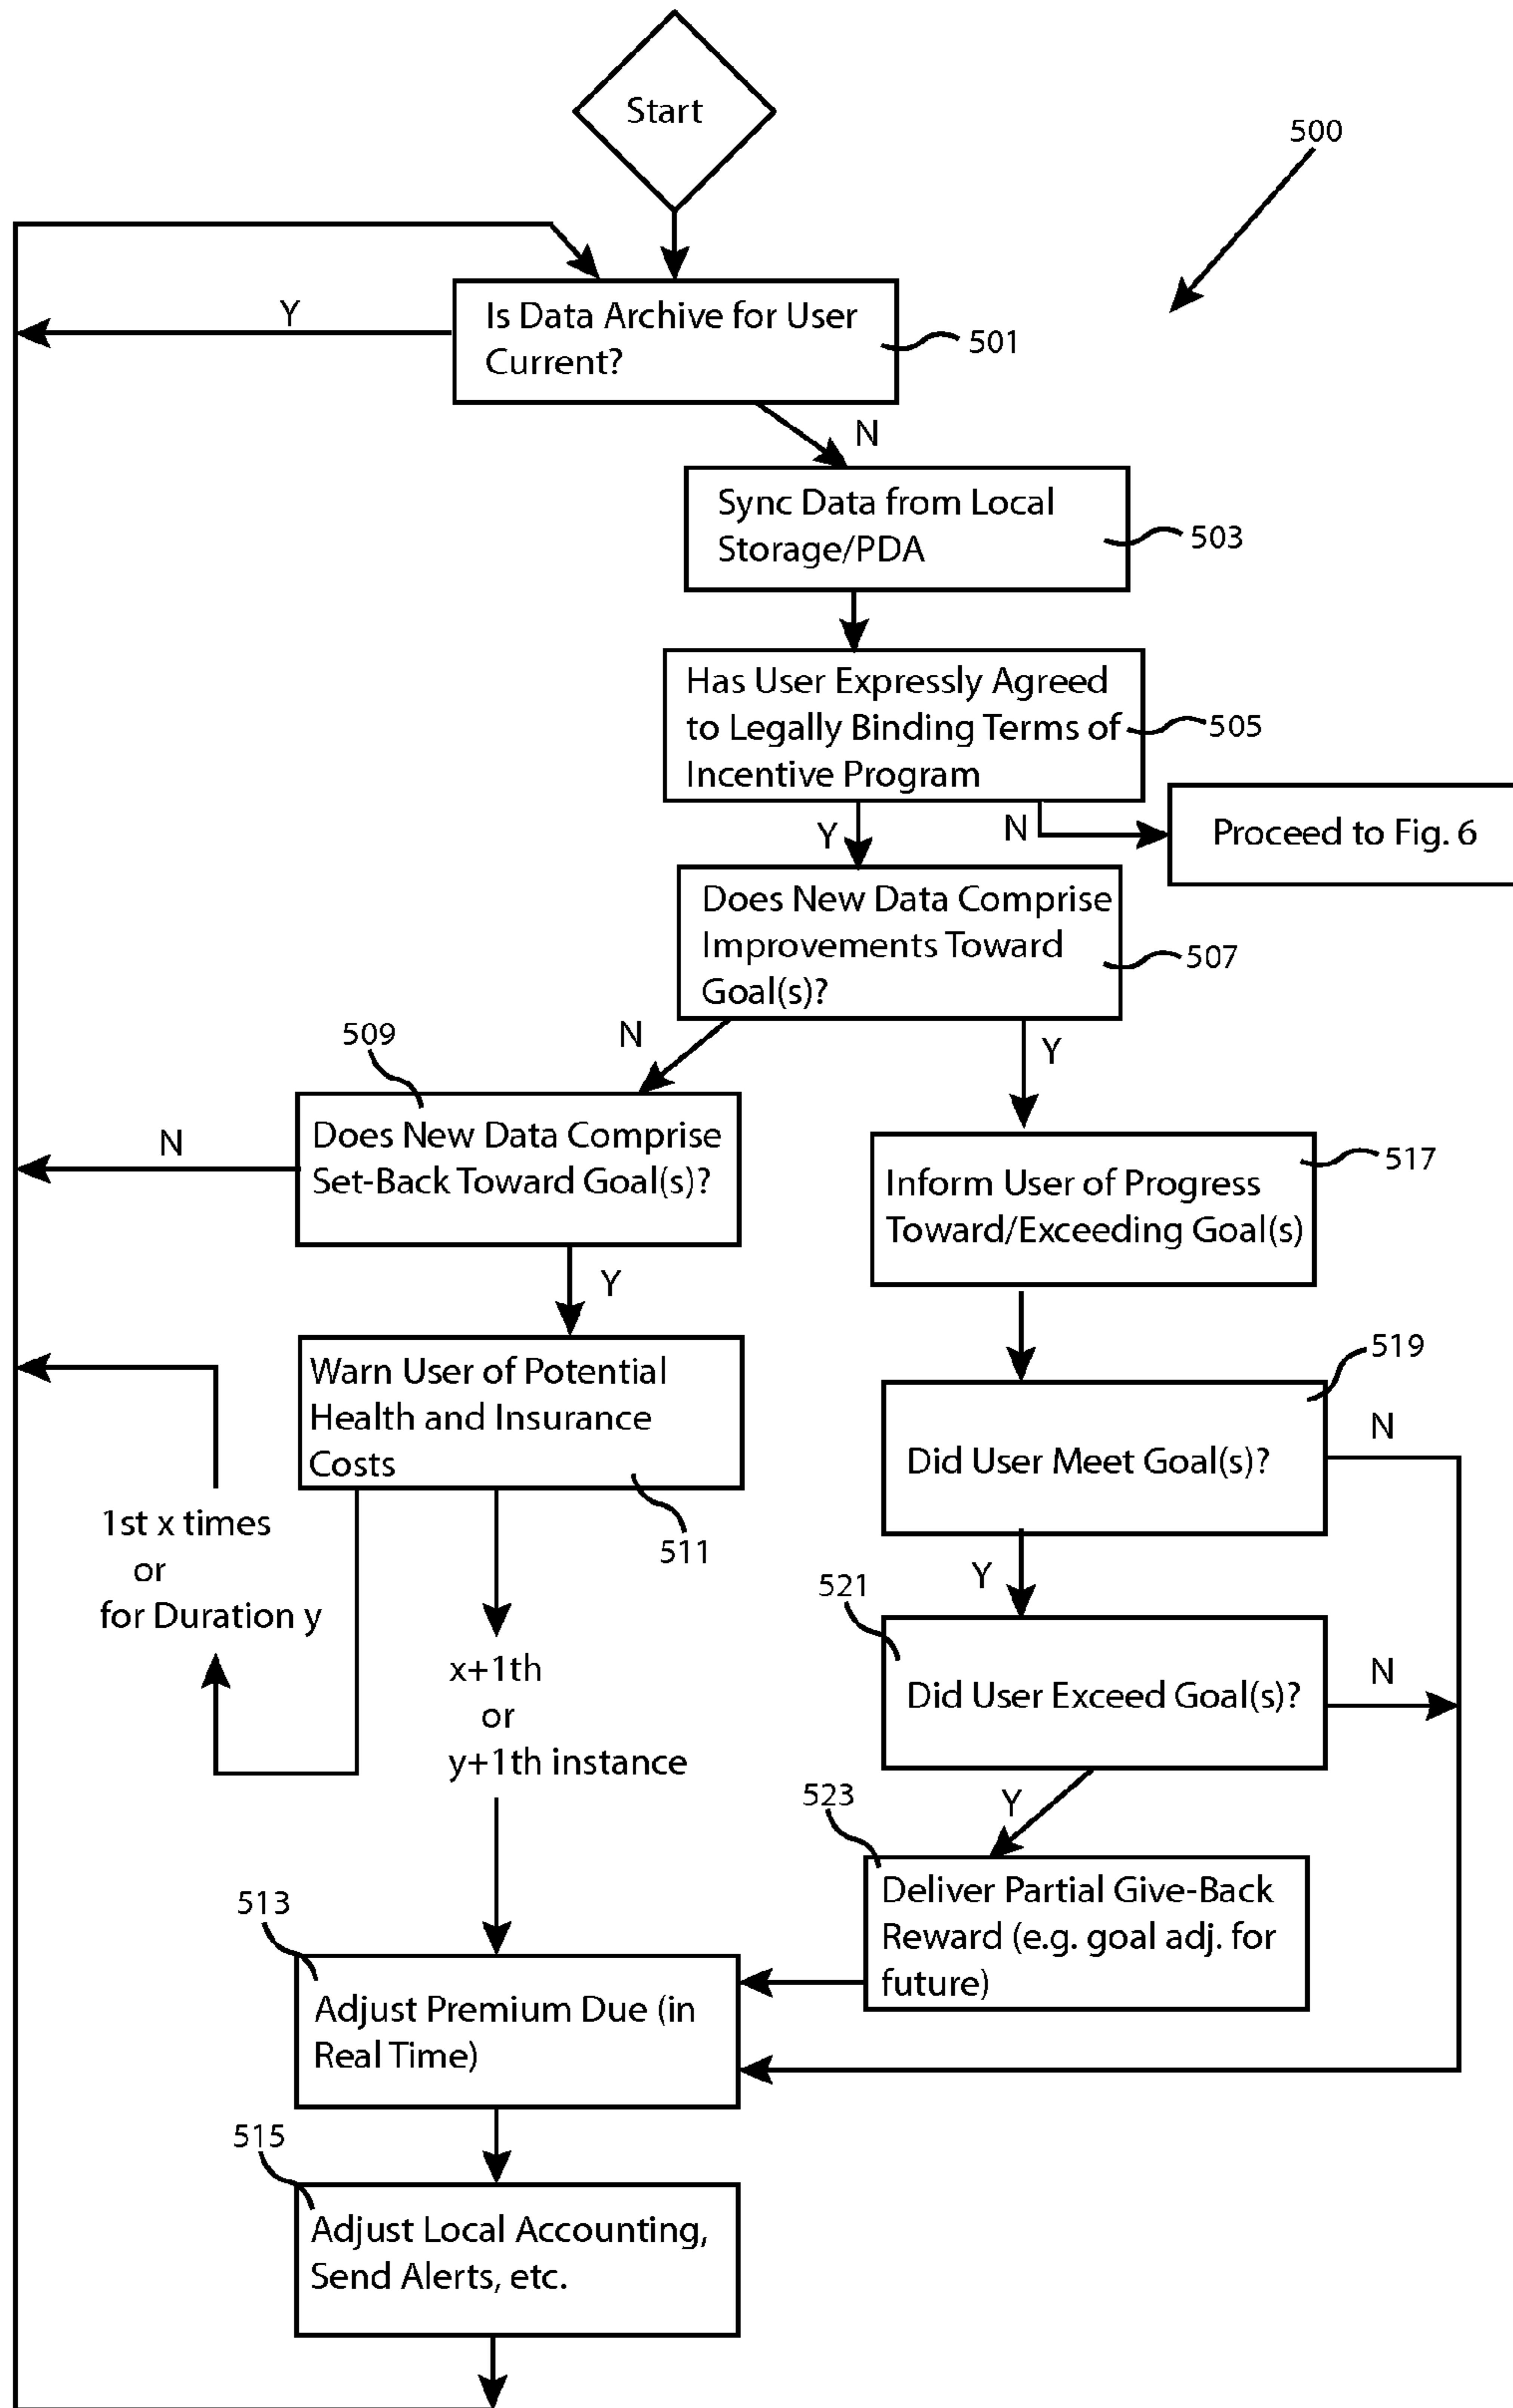 Start
500
Is Data Archive for User
Current?
501
Y
N
Sync Data from Local
Storage/PDA
503
Has User Expressly Agreed
to Legally Binding Terms of
Incentive Program
505
Y
N
Proceed to Fig. 6
Does New Data Comprise
Improvements Toward
Goal(s)?
507
N
Y
509
Does New Data Comprise
Set-Back Toward Goal(s)?
N
Y
Inform User of Progress
Toward/Exceeding Goal(s)
517
Warn User of Potential
Health and Insurance
Costs
511
1st x times
or
for Duration y
x+1th
or
y+1th instance
519
Did User Meet Goal(s)?
N
Y
521
Did User Exceed Goal(s)?
N
Y
523
Deliver Partial Give-Back
Reward (e.g. goal adj. for
future)
513
Adjust Premium Due (in
Real Time)
515
Adjust Local Accounting,
Send Alerts, etc.